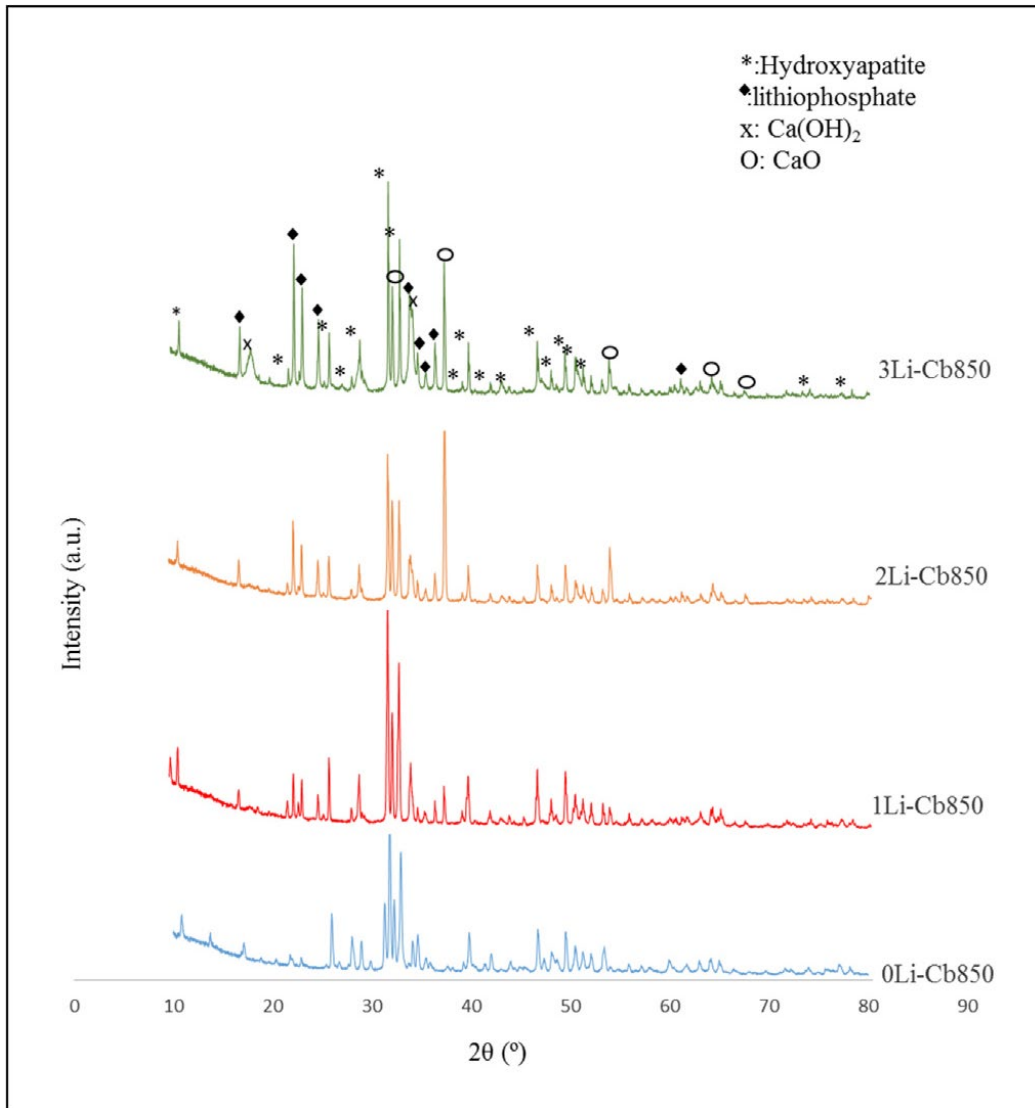 *:Hydroxyapatite
♦:lithiophosphate
x: Ca(OH)₂
O: CaO
3Li-Cb850
2Li-Cb850
1Li-Cb850
0Li-Cb850
Intensity (a.u.)
0 10 20 30 40 50 60 70 80 90
2θ (º)